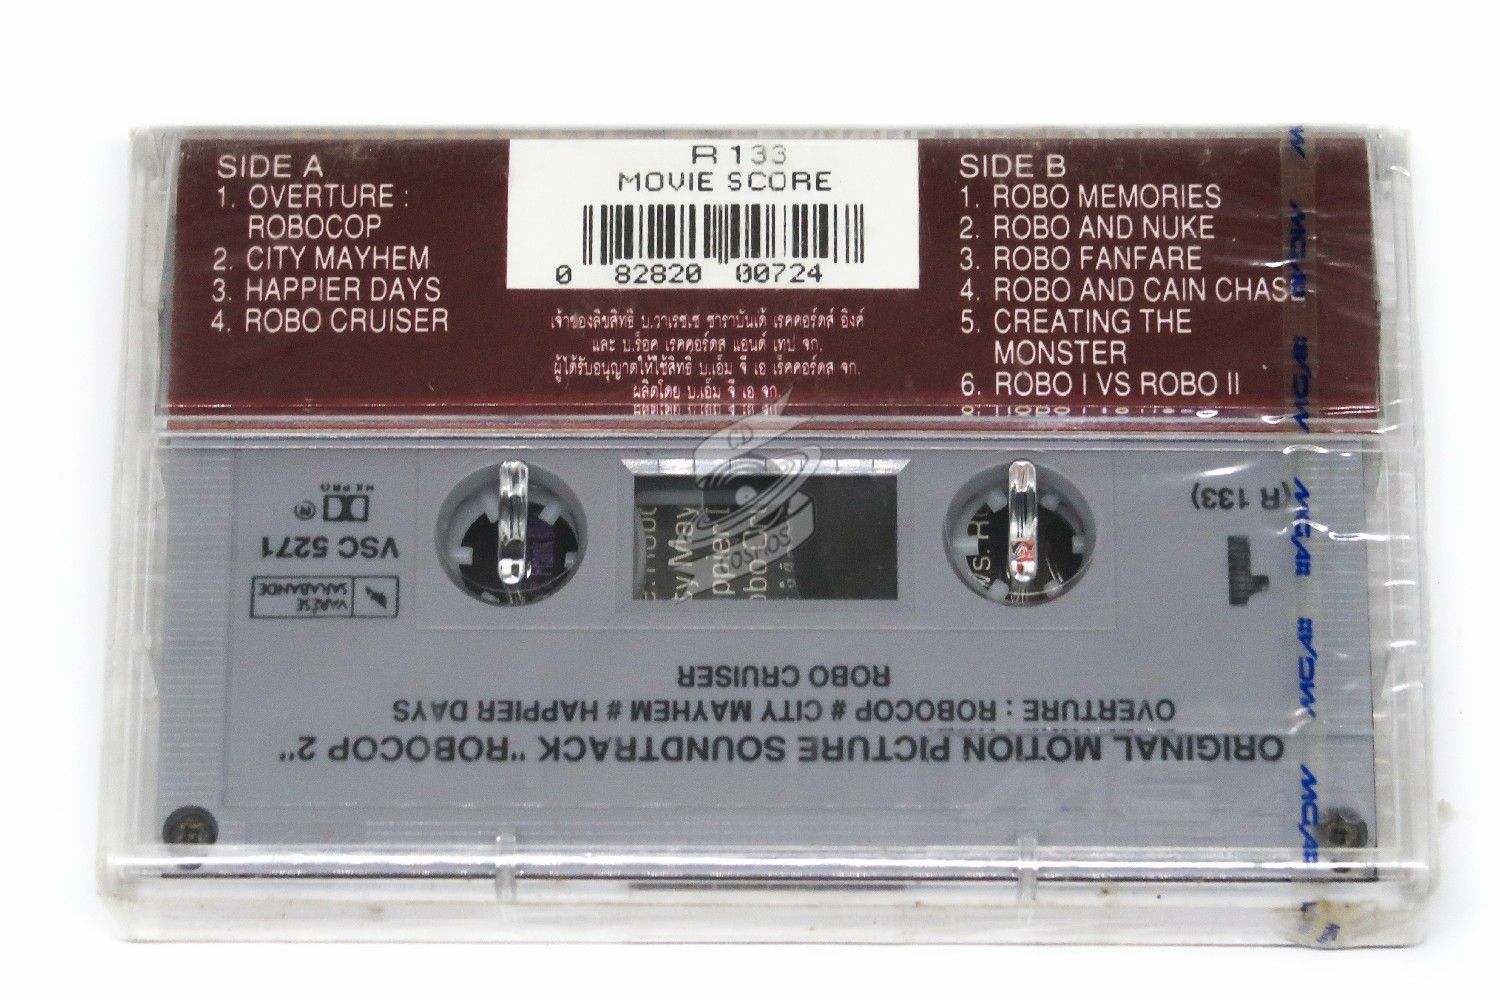 SIDE A
1. OVERTURE :
ROBOCOP
2. CITY MAYHEM
3. HAPPIER DAYS
4. ROBO CRUISER
R 133
MOVIE SCORE
0 82820 00724
เจ้าของลิขสิทธิ์ บ.วาเรซเซ ซาราบันเด้ เรคคอร์ดส์ อิงค์
และ บ.ร็อค เรคคอร์ดส แอนด์ เทป จก.
ผู้ได้รับอนุญาตให้ใช้สิทธิ์ บ.เอ็ม จี เอ เร็คคอร์ดส จก.
ผลิตโดย บ.เอ็ม จี เอ จก.
SIDE B
1. ROBO MEMORIES
2. ROBO AND NUKE
3. ROBO FANFARE
4. ROBO AND CAIN CHASE
5. CREATING THE
MONSTER
6. ROBO I VS ROBO II
ORIGINAL MOTION PICTURE SOUNDTRACK "ROBOCOP 2"
OVERTURE : ROBOCOP # CITY MAYHEM # HAPPIER DAYS
ROBO CRUISER
1
(R 133)
VARÈSE
SARABANDE
VSC 5271
HX PRO
MGA
CD